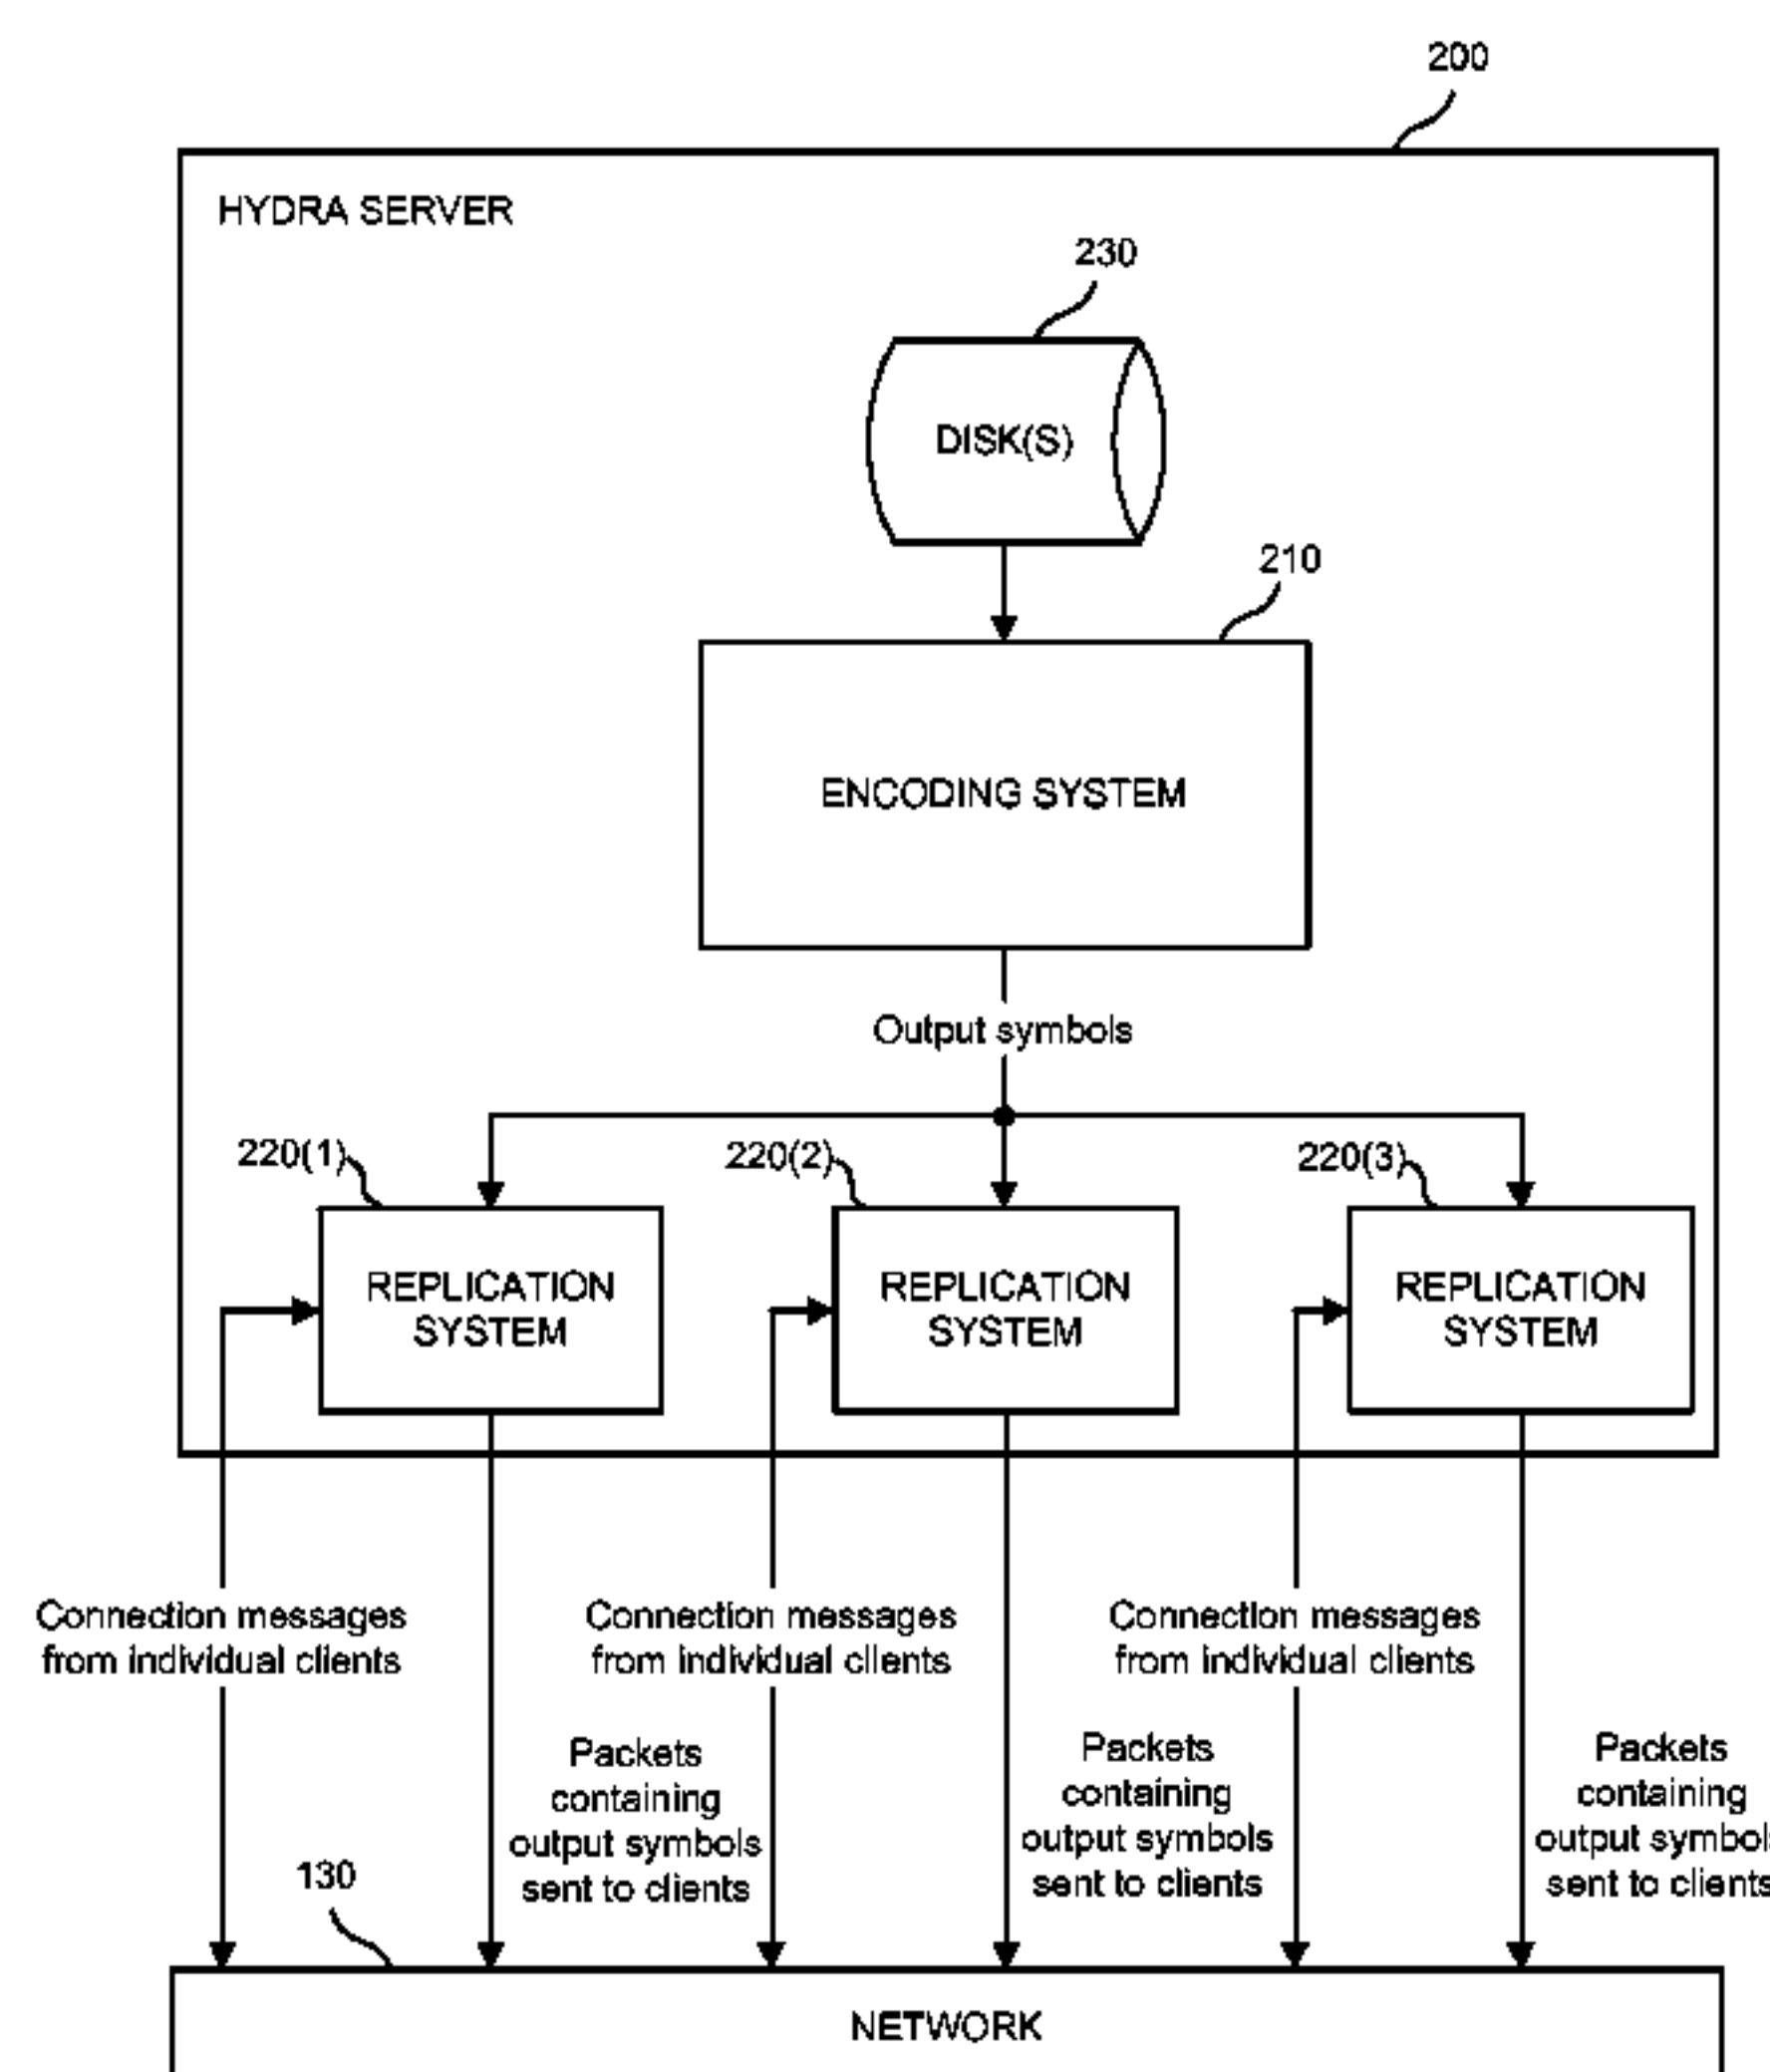 200
HYDRA SERVER
230
DISK(S)
210
ENCODING SYSTEM
Output symbols
220(1)
220(2)
220(3)
REPLICATION
SYSTEM
REPLICATION
SYSTEM
REPLICATION
SYSTEM
Connection messages
from individual clients
Connection messages
from individual clients
Connection messages
from individual clients
Packets
containing
output symbols
sent to clients
Packets
containing
output symbols
sent to clients
Packets
containing
output symbols
sent to clients
130
NETWORK